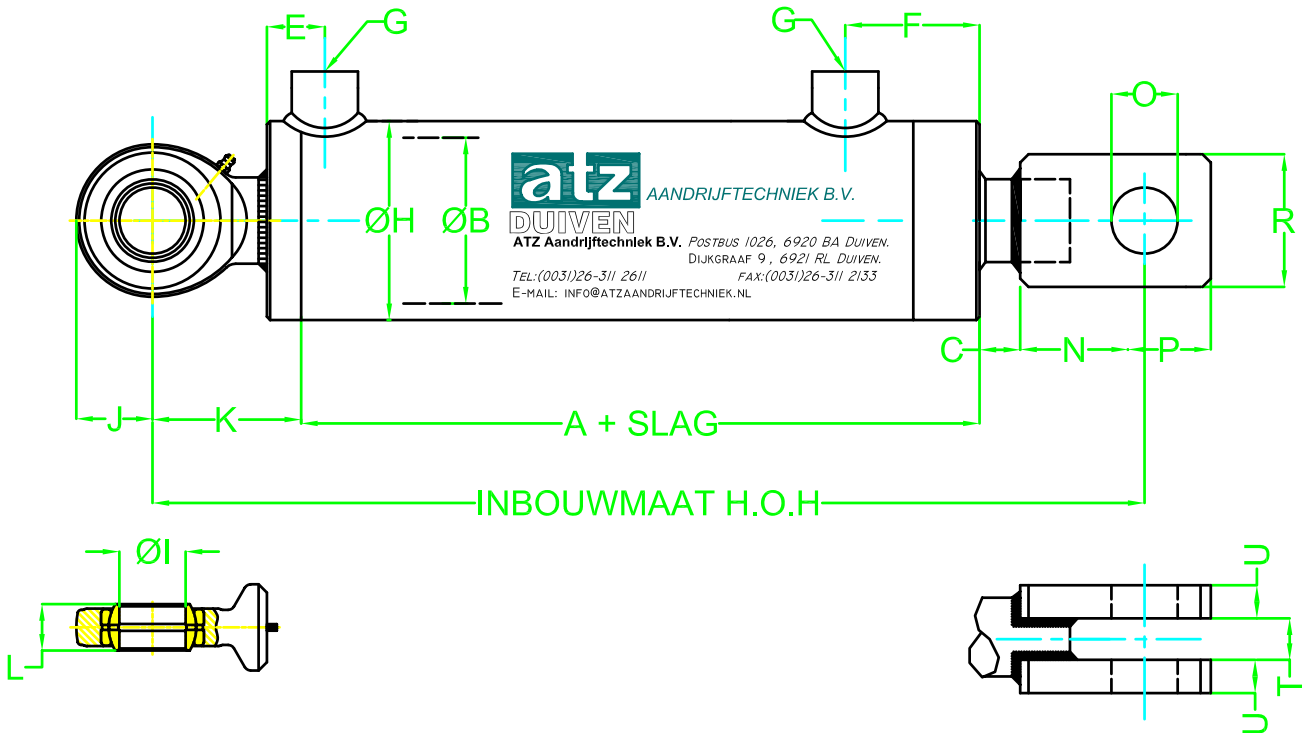 E G G F
O
atz AANDRIJFTECHNIEK B.V.
DUIVEN
ØH ØB R
ATZ Aandrijftechniek B.V. POSTBUS 1026, 6920 BA DUIVEN.
DIJKGRAAF 9 , 6921 RL DUIVEN.
TEL:(0031)26-311 2611 FAX:(0031)26-311 2133
E-MAIL: INFO@ATZAANDRIJFTECHNIEK.NL
C N P
J K A + SLAG
INBOUWMAAT H.O.H
ØI U
L T
U